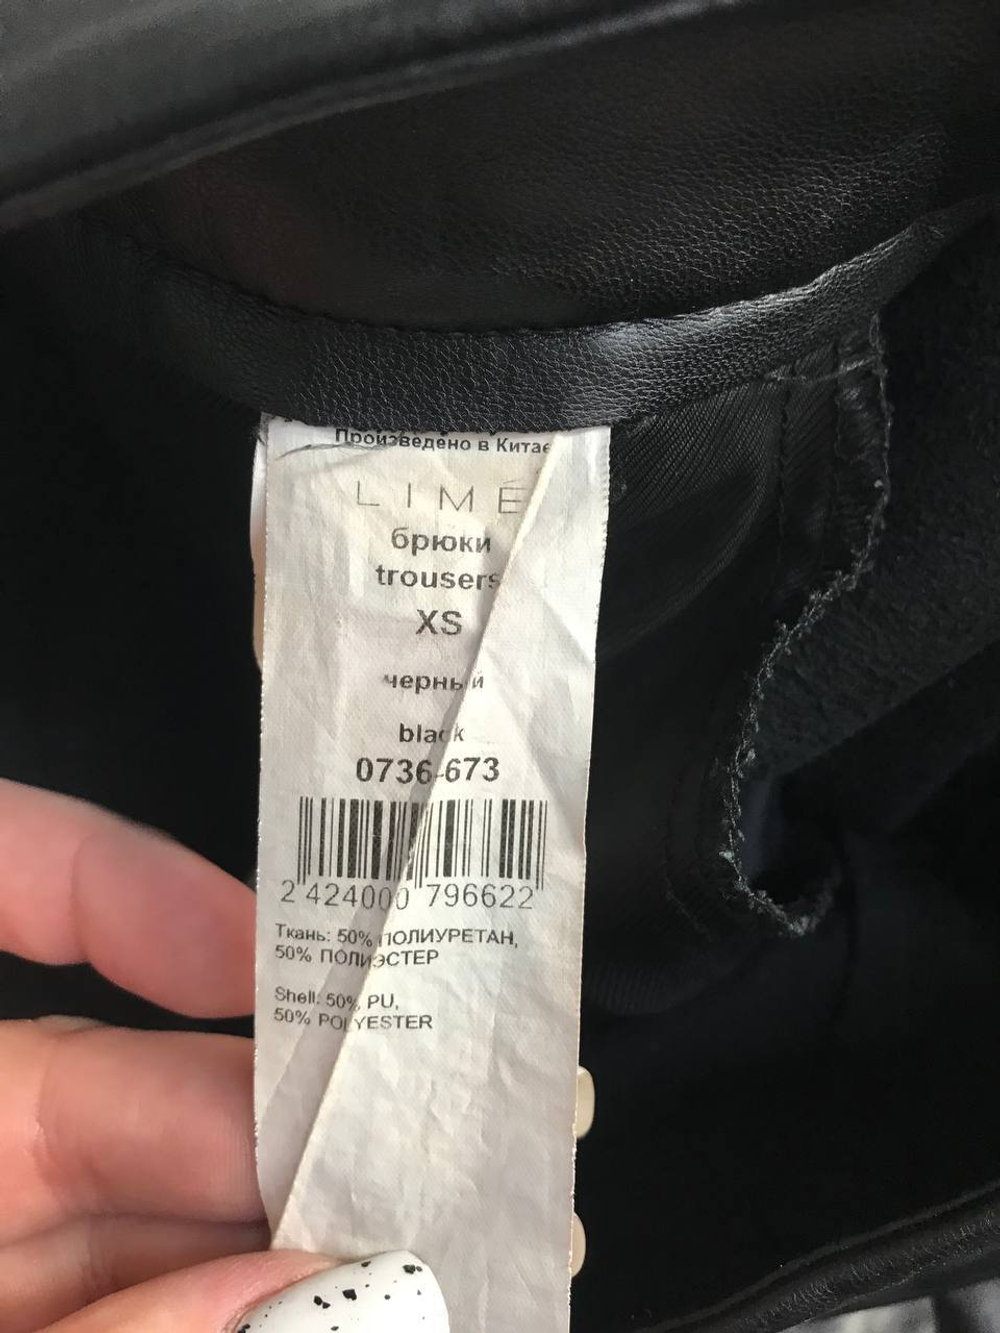 Произведено в Китае
LIMÉ
брюки
trousers
XS
черный
black
0736-673
2 424000 796622
Ткань: 50% ПОЛИУРЕТАН,
50% ПОЛИЭСТЕР
Shell: 50% PU,
50% POLYESTER